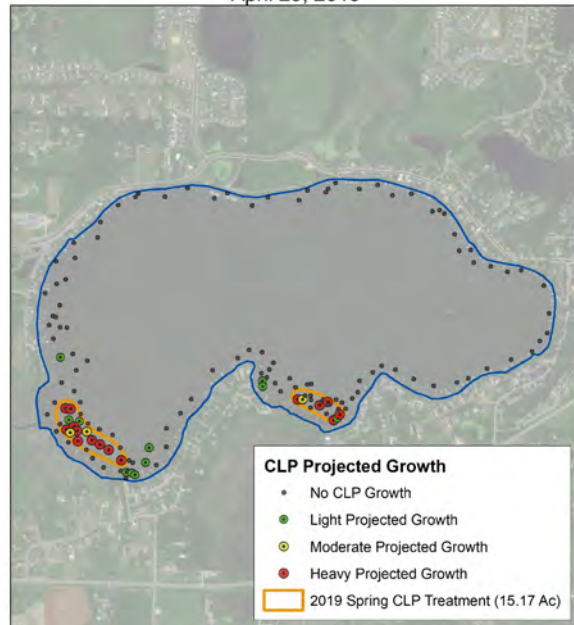 CLP Projected Growth
No CLP Growth
Light Projected Growth
Moderate Projected Growth
Heavy Projected Growth
2019 Spring CLP Treatment (15.17 Ac)